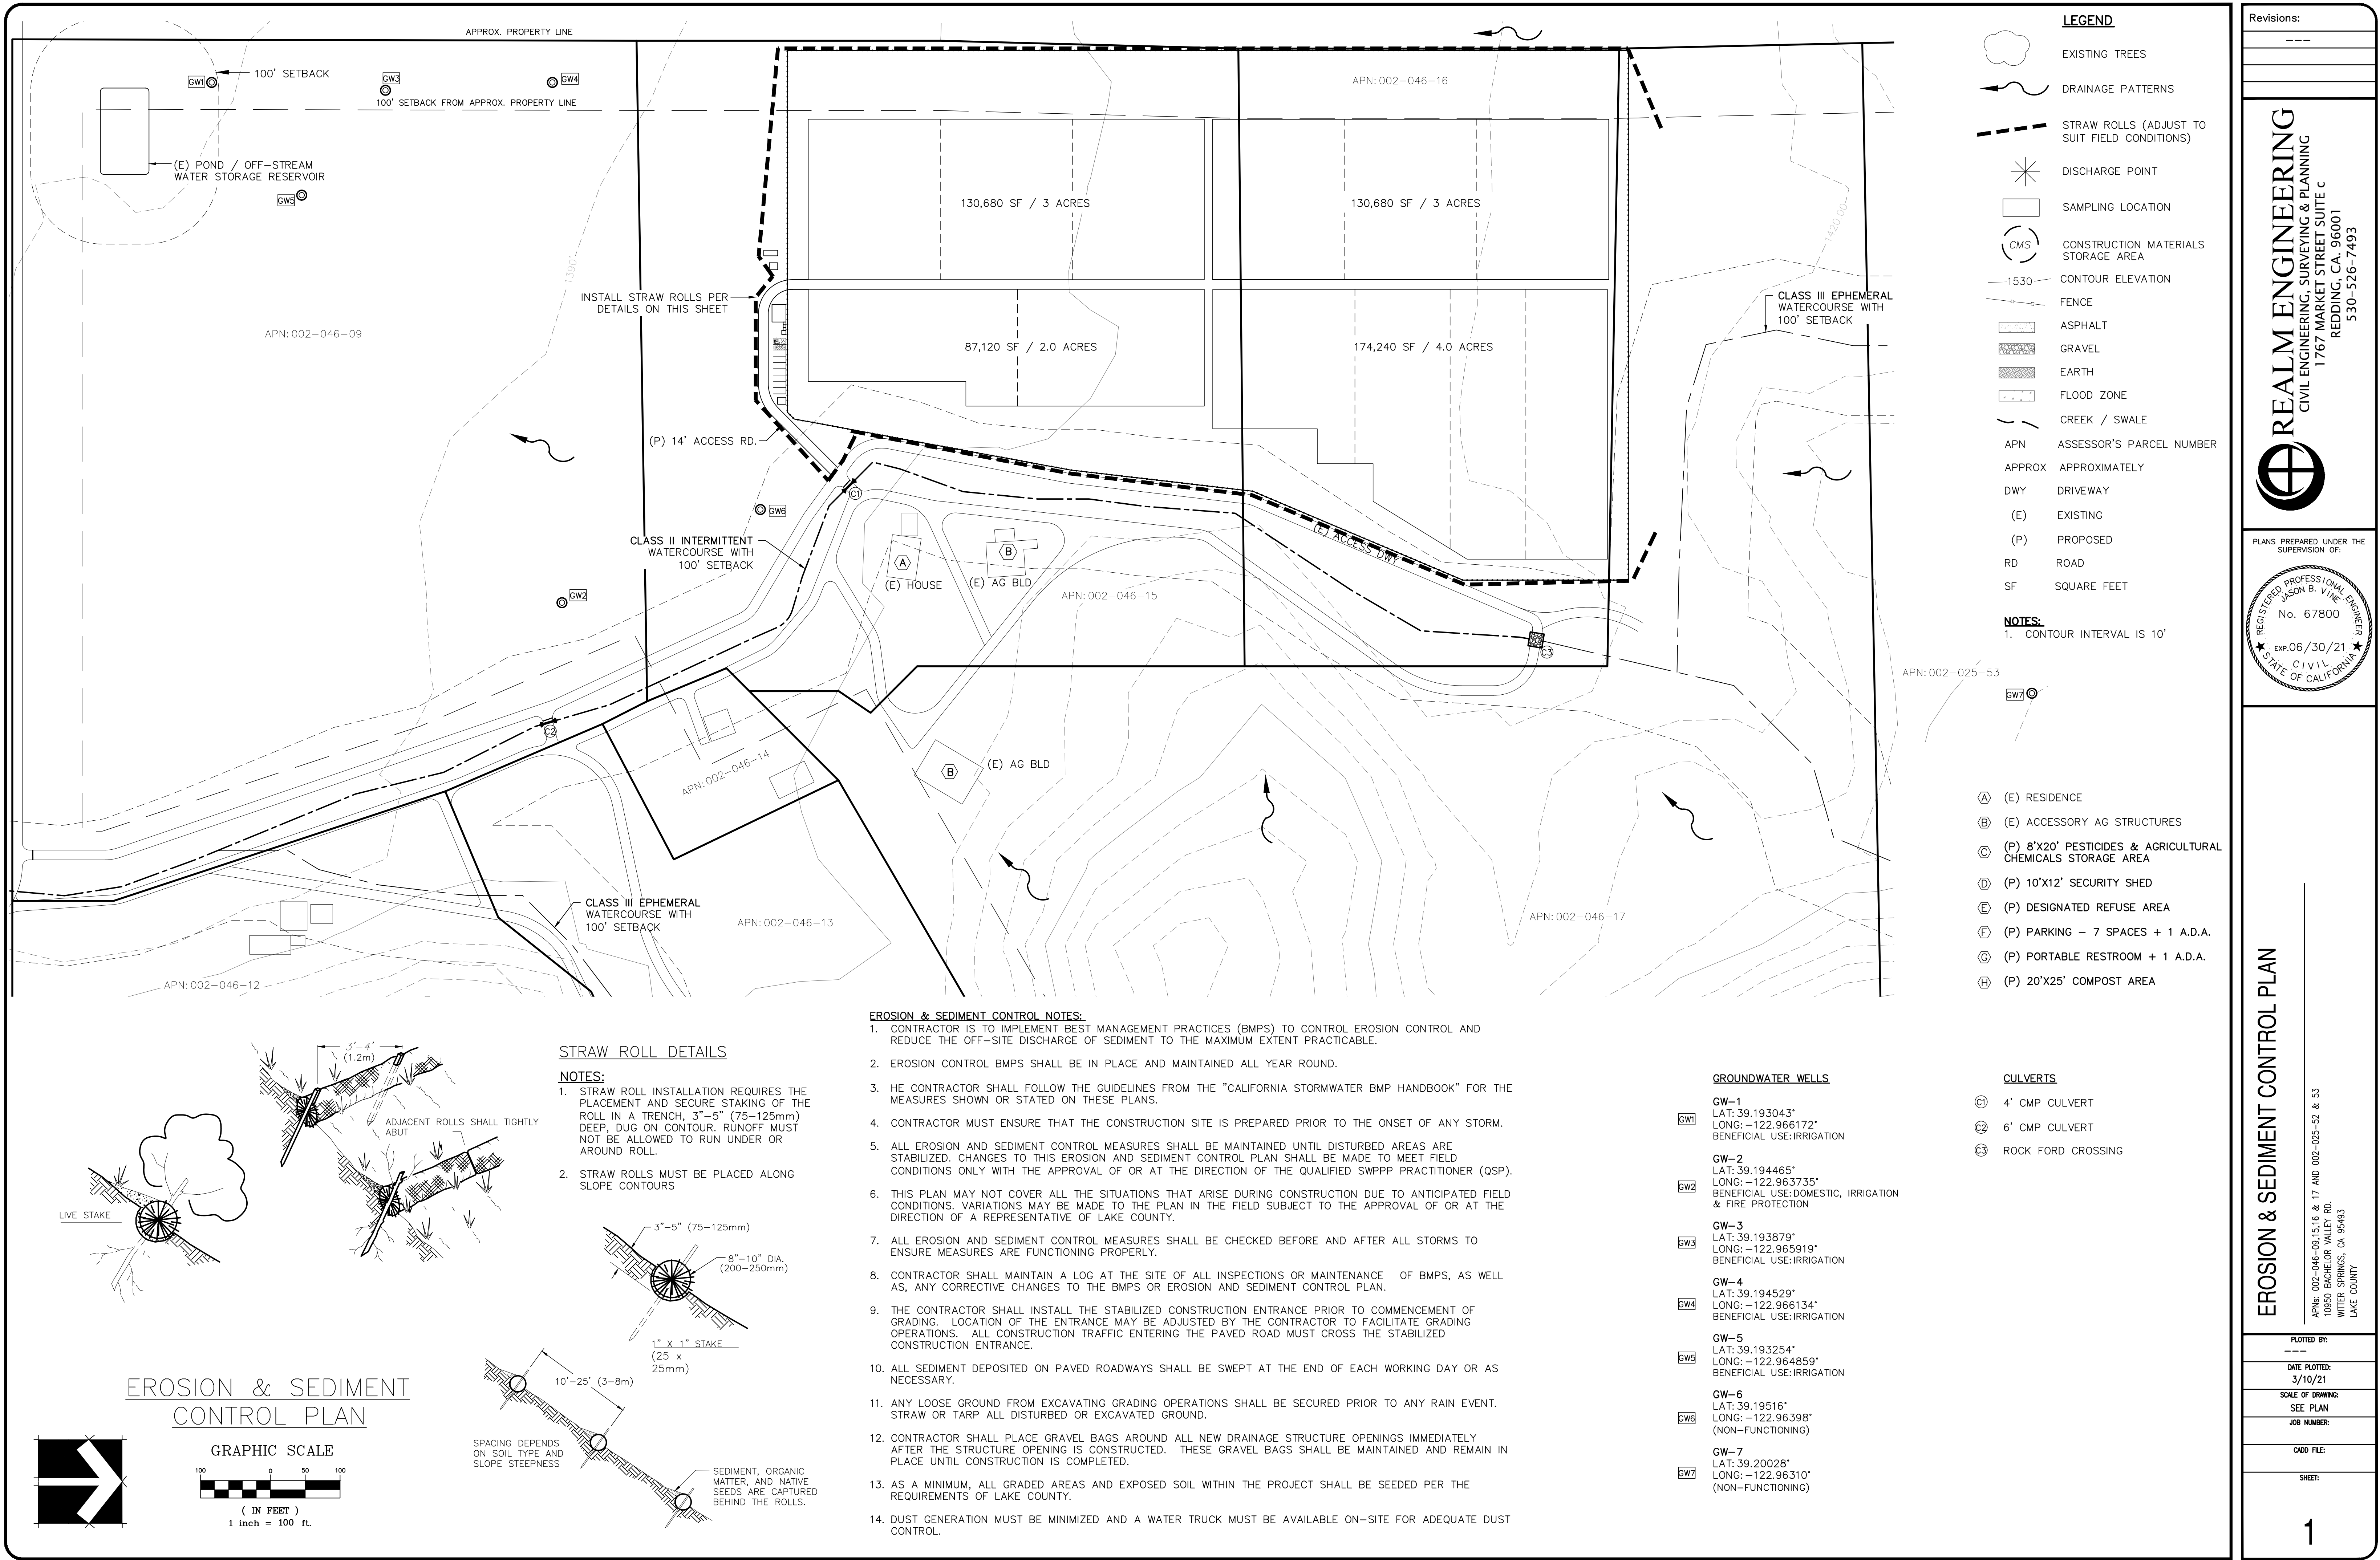 APPROX. PROPERTY LINE
GW1
100' SETBACK
GW3
GW4
100' SETBACK FROM APPROX. PROPERTY LINE
(E) POND / OFF-STREAM
WATER STORAGE RESERVOIR
GW5
APN: 002-046-16
130,680 SF / 3 ACRES
130,680 SF / 3 ACRES
1390'
1420.00
INSTALL STRAW ROLLS PER
DETAILS ON THIS SHEET
APN: 002-046-09
87,120 SF / 2.0 ACRES
174,240 SF / 4.0 ACRES
CLASS III EPHEMERAL
WATERCOURSE WITH
100' SETBACK
(P) 14' ACCESS RD.
C1
GW6
CLASS II INTERMITTENT
WATERCOURSE WITH
100' SETBACK
(E) ACCESS DWY
A
B
(E) HOUSE
(E) AG BLD
GW2
APN: 002-046-15
C3
APN: 002-025-53
GW7
C2
APN: 002-046-14
B
(E) AG BLD
CLASS III EPHEMERAL
WATERCOURSE WITH
100' SETBACK
APN: 002-046-13
APN: 002-046-17
APN: 002-046-12
LEGEND
EXISTING TREES
DRAINAGE PATTERNS
STRAW ROLLS (ADJUST TO
SUIT FIELD CONDITIONS)
DISCHARGE POINT
SAMPLING LOCATION
CMS CONSTRUCTION MATERIALS
STORAGE AREA
1530 CONTOUR ELEVATION
FENCE
ASPHALT
GRAVEL
EARTH
FLOOD ZONE
CREEK / SWALE
APN ASSESSOR'S PARCEL NUMBER
APPROX APPROXIMATELY
DWY DRIVEWAY
(E) EXISTING
(P) PROPOSED
RD ROAD
SF SQUARE FEET
NOTES:
1. CONTOUR INTERVAL IS 10'
A (E) RESIDENCE
B (E) ACCESSORY AG STRUCTURES
C (P) 8'X20' PESTICIDES & AGRICULTURAL
CHEMICALS STORAGE AREA
D (P) 10'X12' SECURITY SHED
E (P) DESIGNATED REFUSE AREA
F (P) PARKING - 7 SPACES + 1 A.D.A.
G (P) PORTABLE RESTROOM + 1 A.D.A.
H (P) 20'X25' COMPOST AREA
3'-4'
(1.2m)
ADJACENT ROLLS SHALL TIGHTLY
ABUT
LIVE STAKE
STRAW ROLL DETAILS
NOTES:
1. STRAW ROLL INSTALLATION REQUIRES THE
PLACEMENT AND SECURE STAKING OF THE
ROLL IN A TRENCH, 3"-5" (75-125mm)
DEEP, DUG ON CONTOUR. RUNOFF MUST
NOT BE ALLOWED TO RUN UNDER OR
AROUND ROLL.
2. STRAW ROLLS MUST BE PLACED ALONG
SLOPE CONTOURS
3"-5" (75-125mm)
8"-10" DIA.
(200-250mm)
1" X 1" STAKE
(25 x
25mm)
10'-25' (3-8m)
SPACING DEPENDS
ON SOIL TYPE AND
SLOPE STEEPNESS
SEDIMENT, ORGANIC
MATTER, AND NATIVE
SEEDS ARE CAPTURED
BEHIND THE ROLLS.
EROSION & SEDIMENT
CONTROL PLAN
GRAPHIC SCALE
100 0 50 100
( IN FEET )
1 inch = 100 ft.
EROSION & SEDIMENT CONTROL NOTES:
1. CONTRACTOR IS TO IMPLEMENT BEST MANAGEMENT PRACTICES (BMPS) TO CONTROL EROSION CONTROL AND
REDUCE THE OFF-SITE DISCHARGE OF SEDIMENT TO THE MAXIMUM EXTENT PRACTICABLE.
2. EROSION CONTROL BMPS SHALL BE IN PLACE AND MAINTAINED ALL YEAR ROUND.
3. HE CONTRACTOR SHALL FOLLOW THE GUIDELINES FROM THE "CALIFORNIA STORMWATER BMP HANDBOOK" FOR THE
MEASURES SHOWN OR STATED ON THESE PLANS.
4. CONTRACTOR MUST ENSURE THAT THE CONSTRUCTION SITE IS PREPARED PRIOR TO THE ONSET OF ANY STORM.
5. ALL EROSION AND SEDIMENT CONTROL MEASURES SHALL BE MAINTAINED UNTIL DISTURBED AREAS ARE
STABILIZED. CHANGES TO THIS EROSION AND SEDIMENT CONTROL PLAN SHALL BE MADE TO MEET FIELD
CONDITIONS ONLY WITH THE APPROVAL OF OR AT THE DIRECTION OF THE QUALIFIED SWPPP PRACTITIONER (QSP).
6. THIS PLAN MAY NOT COVER ALL THE SITUATIONS THAT ARISE DURING CONSTRUCTION DUE TO ANTICIPATED FIELD
CONDITIONS. VARIATIONS MAY BE MADE TO THE PLAN IN THE FIELD SUBJECT TO THE APPROVAL OF OR AT THE
DIRECTION OF A REPRESENTATIVE OF LAKE COUNTY.
7. ALL EROSION AND SEDIMENT CONTROL MEASURES SHALL BE CHECKED BEFORE AND AFTER ALL STORMS TO
ENSURE MEASURES ARE FUNCTIONING PROPERLY.
8. CONTRACTOR SHALL MAINTAIN A LOG AT THE SITE OF ALL INSPECTIONS OR MAINTENANCE OF BMPS, AS WELL
AS, ANY CORRECTIVE CHANGES TO THE BMPS OR EROSION AND SEDIMENT CONTROL PLAN.
9. THE CONTRACTOR SHALL INSTALL THE STABILIZED CONSTRUCTION ENTRANCE PRIOR TO COMMENCEMENT OF
GRADING. LOCATION OF THE ENTRANCE MAY BE ADJUSTED BY THE CONTRACTOR TO FACILITATE GRADING
OPERATIONS. ALL CONSTRUCTION TRAFFIC ENTERING THE PAVED ROAD MUST CROSS THE STABILIZED
CONSTRUCTION ENTRANCE.
10. ALL SEDIMENT DEPOSITED ON PAVED ROADWAYS SHALL BE SWEPT AT THE END OF EACH WORKING DAY OR AS
NECESSARY.
11. ANY LOOSE GROUND FROM EXCAVATING GRADING OPERATIONS SHALL BE SECURED PRIOR TO ANY RAIN EVENT.
STRAW OR TARP ALL DISTURBED OR EXCAVATED GROUND.
12. CONTRACTOR SHALL PLACE GRAVEL BAGS AROUND ALL NEW DRAINAGE STRUCTURE OPENINGS IMMEDIATELY
AFTER THE STRUCTURE OPENING IS CONSTRUCTED. THESE GRAVEL BAGS SHALL BE MAINTAINED AND REMAIN IN
PLACE UNTIL CONSTRUCTION IS COMPLETED.
13. AS A MINIMUM, ALL GRADED AREAS AND EXPOSED SOIL WITHIN THE PROJECT SHALL BE SEEDED PER THE
REQUIREMENTS OF LAKE COUNTY.
14. DUST GENERATION MUST BE MINIMIZED AND A WATER TRUCK MUST BE AVAILABLE ON-SITE FOR ADEQUATE DUST
CONTROL.
GROUNDWATER WELLS
GW-1
LAT: 39.193043°
GW1
LONG: -122.966172°
BENEFICIAL USE: IRRIGATION
GW-2
LAT: 39.194465°
LONG: -122.963735°
GW2
BENEFICIAL USE: DOMESTIC, IRRIGATION
& FIRE PROTECTION
GW-3
LAT: 39.193879°
GW3
LONG: -122.965919°
BENEFICIAL USE: IRRIGATION
GW-4
LAT: 39.194529°
GW4
LONG: -122.966134°
BENEFICIAL USE: IRRIGATION
GW-5
LAT: 39.193254°
GW5
LONG: -122.964859°
BENEFICIAL USE: IRRIGATION
GW-6
LAT: 39.19516°
GW6
LONG: -122.96398°
(NON-FUNCTIONING)
GW-7
LAT: 39.20028°
GW7
LONG: -122.96310°
(NON-FUNCTIONING)
CULVERTS
C1 4' CMP CULVERT
C2 6' CMP CULVERT
C3 ROCK FORD CROSSING
Revisions:
---
REALM ENGINEERING
CIVIL ENGINEERING, SURVEYING & PLANNING
1767 MARKET STREET SUITE c
REDDING, CA. 96001
530-526-7493
PLANS PREPARED UNDER THE
SUPERVISION OF:
REGISTERED PROFESSIONAL ENGINEER
JASON B. VINE
No. 67800
EXP. 06/30/21
CIVIL
STATE OF CALIFORNIA
EROSION & SEDIMENT CONTROL PLAN
APNs: 002-046-09,15,16 & 17 AND 002-025-52 & 53
10950 BACHELOR VALLEY RD.
WITTER SPRINGS, CA 95493
LAKE COUNTY
PLOTTED BY:
---
DATE PLOTTED:
3/10/21
SCALE OF DRAWING:
SEE PLAN
JOB NUMBER:
CADD FILE:
SHEET:
1